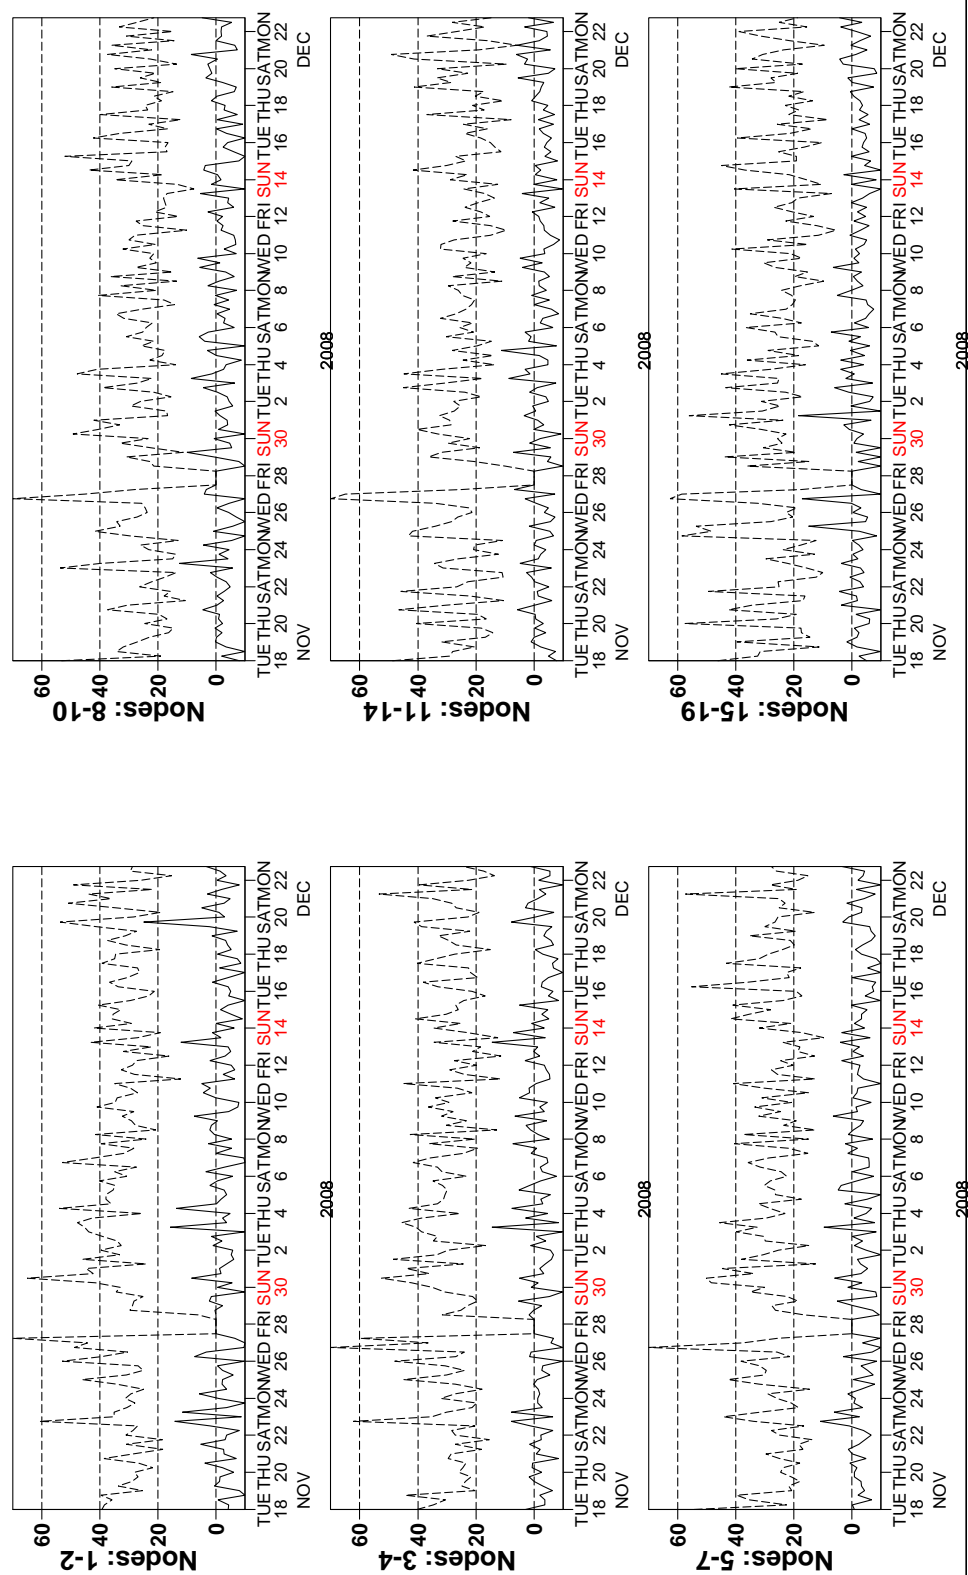 Nodes: 1-2
60
40
20
0
TUE THU SAT MON WED FRI SUN TUE THU SAT MON WED FRI SUN TUE THU SAT MON
18 20 22 24 26 28 30 2 4 6 8 10 12 14 16 18 20 22
NOV DEC
2008
Nodes: 3-4
60
40
20
0
TUE THU SAT MON WED FRI SUN TUE THU SAT MON WED FRI SUN TUE THU SAT MON
18 20 22 24 26 28 30 2 4 6 8 10 12 14 16 18 20 22
NOV DEC
2008
Nodes: 5-7
60
40
20
0
TUE THU SAT MON WED FRI SUN TUE THU SAT MON WED FRI SUN TUE THU SAT MON
18 20 22 24 26 28 30 2 4 6 8 10 12 14 16 18 20 22
NOV DEC
2008
Nodes: 8-10
60
40
20
0
TUE THU SAT MON WED FRI SUN TUE THU SAT MON WED FRI SUN TUE THU SAT MON
18 20 22 24 26 28 30 2 4 6 8 10 12 14 16 18 20 22
NOV DEC
2008
Nodes: 11-14
60
40
20
0
TUE THU SAT MON WED FRI SUN TUE THU SAT MON WED FRI SUN TUE THU SAT MON
18 20 22 24 26 28 30 2 4 6 8 10 12 14 16 18 20 22
NOV DEC
2008
Nodes: 15-19
60
40
20
0
TUE THU SAT MON WED FRI SUN TUE THU SAT MON WED FRI SUN TUE THU SAT MON
18 20 22 24 26 28 30 2 4 6 8 10 12 14 16 18 20 22
NOV DEC
2008